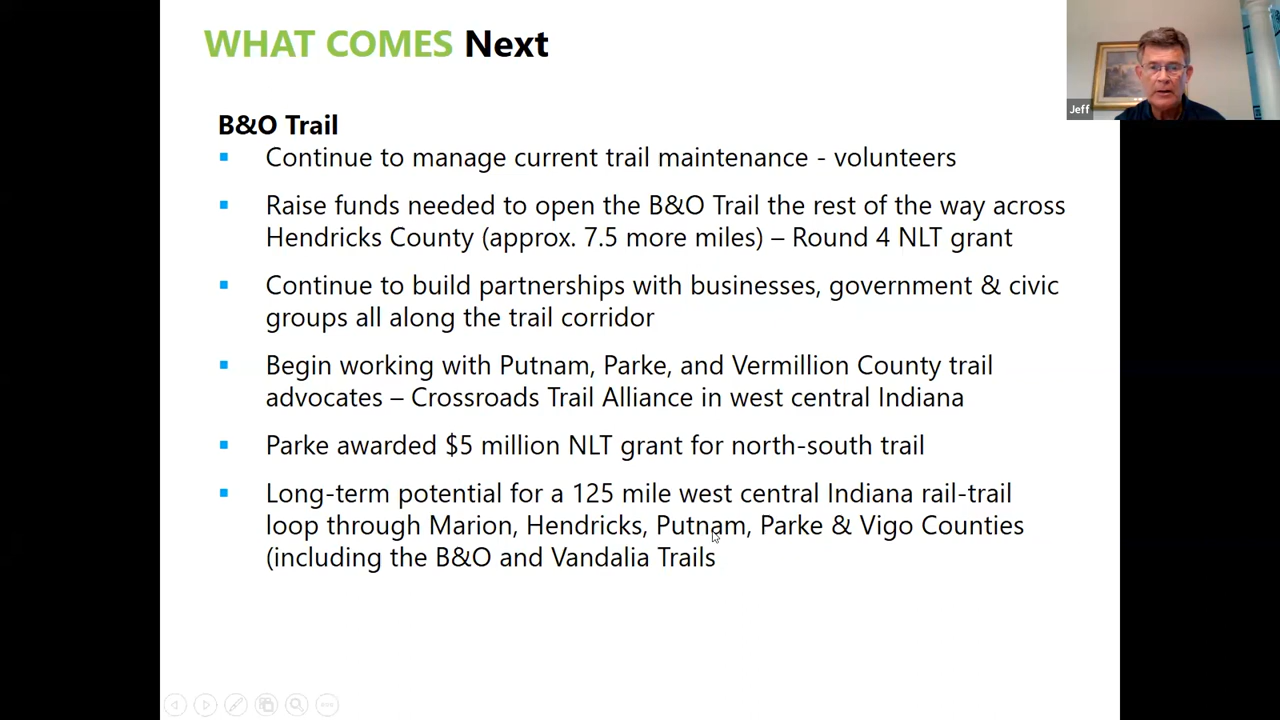 WHAT COMES Next
Jeff
B&O Trail
▪ Continue to manage current trail maintenance - volunteers
▪ Raise funds needed to open the B&O Trail the rest of the way across
Hendricks County (approx. 7.5 more miles) – Round 4 NLT grant
▪ Continue to build partnerships with businesses, government & civic
groups all along the trail corridor
▪ Begin working with Putnam, Parke, and Vermillion County trail
advocates – Crossroads Trail Alliance in west central Indiana
▪ Parke awarded $5 million NLT grant for north-south trail
▪ Long-term potential for a 125 mile west central Indiana rail-trail
loop through Marion, Hendricks, Putnam, Parke & Vigo Counties
(including the B&O and Vandalia Trails